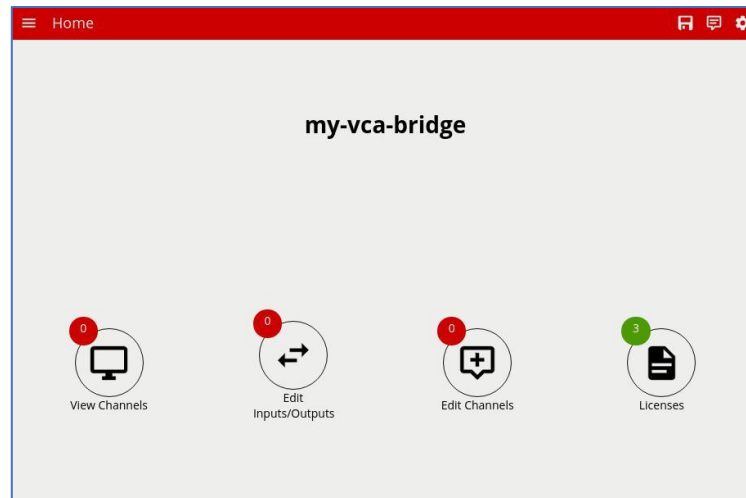 Home
my-vca-bridge
0
0
0
3
View Channels
Edit
Inputs/Outputs
Edit Channels
Licenses